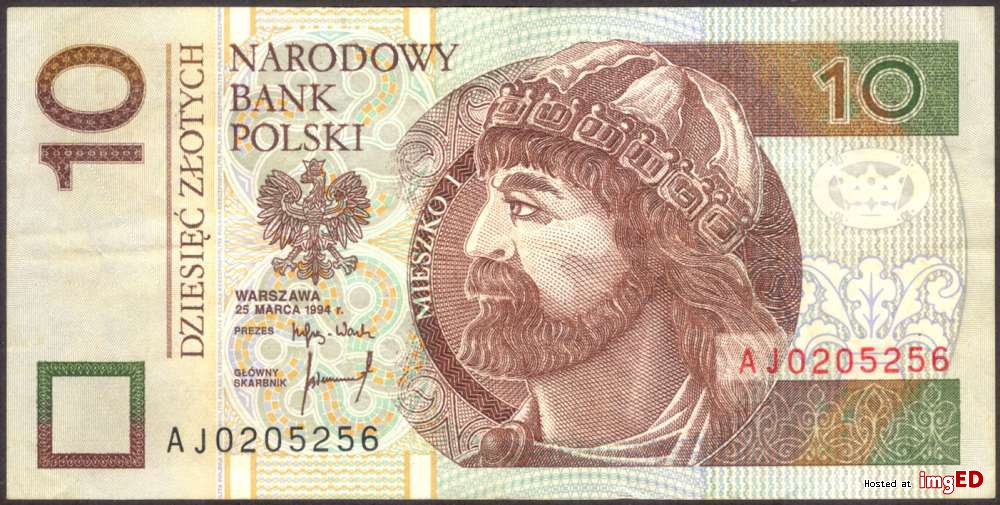 10
DZIESIĘĆ ZŁOTYCH
NARODOWY
BANK
POLSKI
WARSZAWA
25 MARCA 1994 r.
PREZES
GŁÓWNY
SKARBNIK
AJ0205256
MIESZKO I
10
AJ0205256
Hosted at imgED